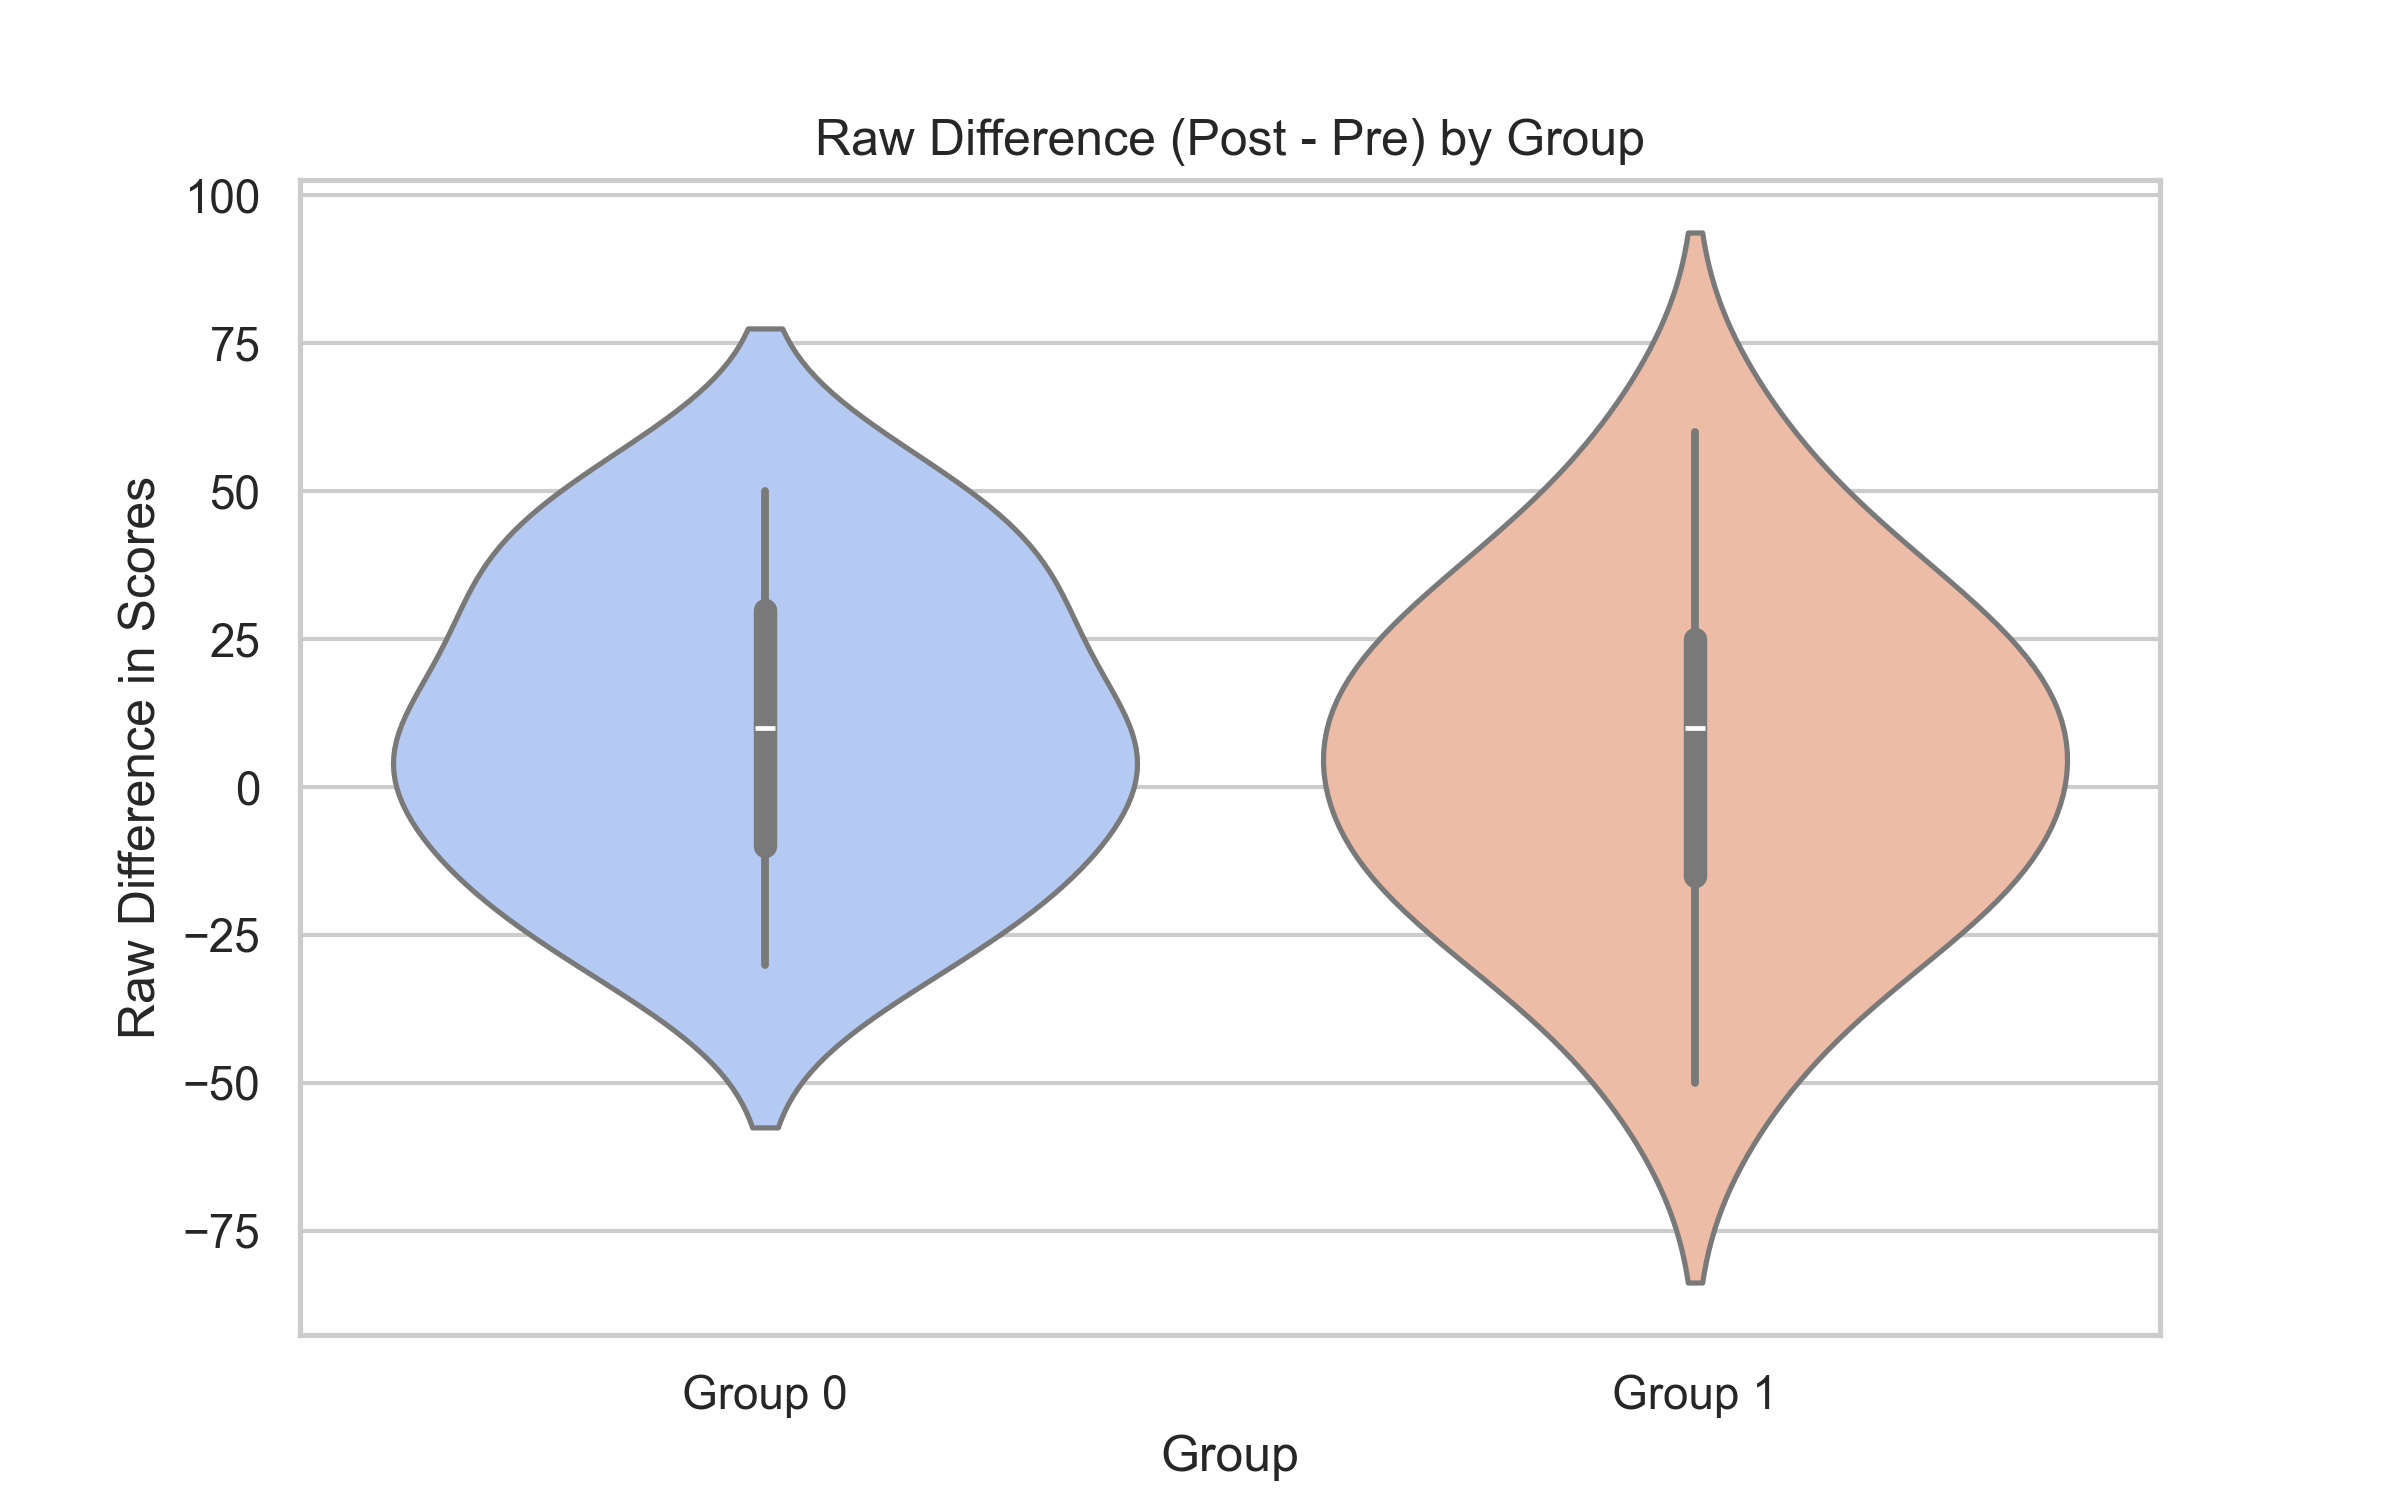 Raw Difference (Post - Pre) by Group
100
75
50
25
0
−25
−50
−75
Raw Difference in Scores
Group 0
Group 1
Group